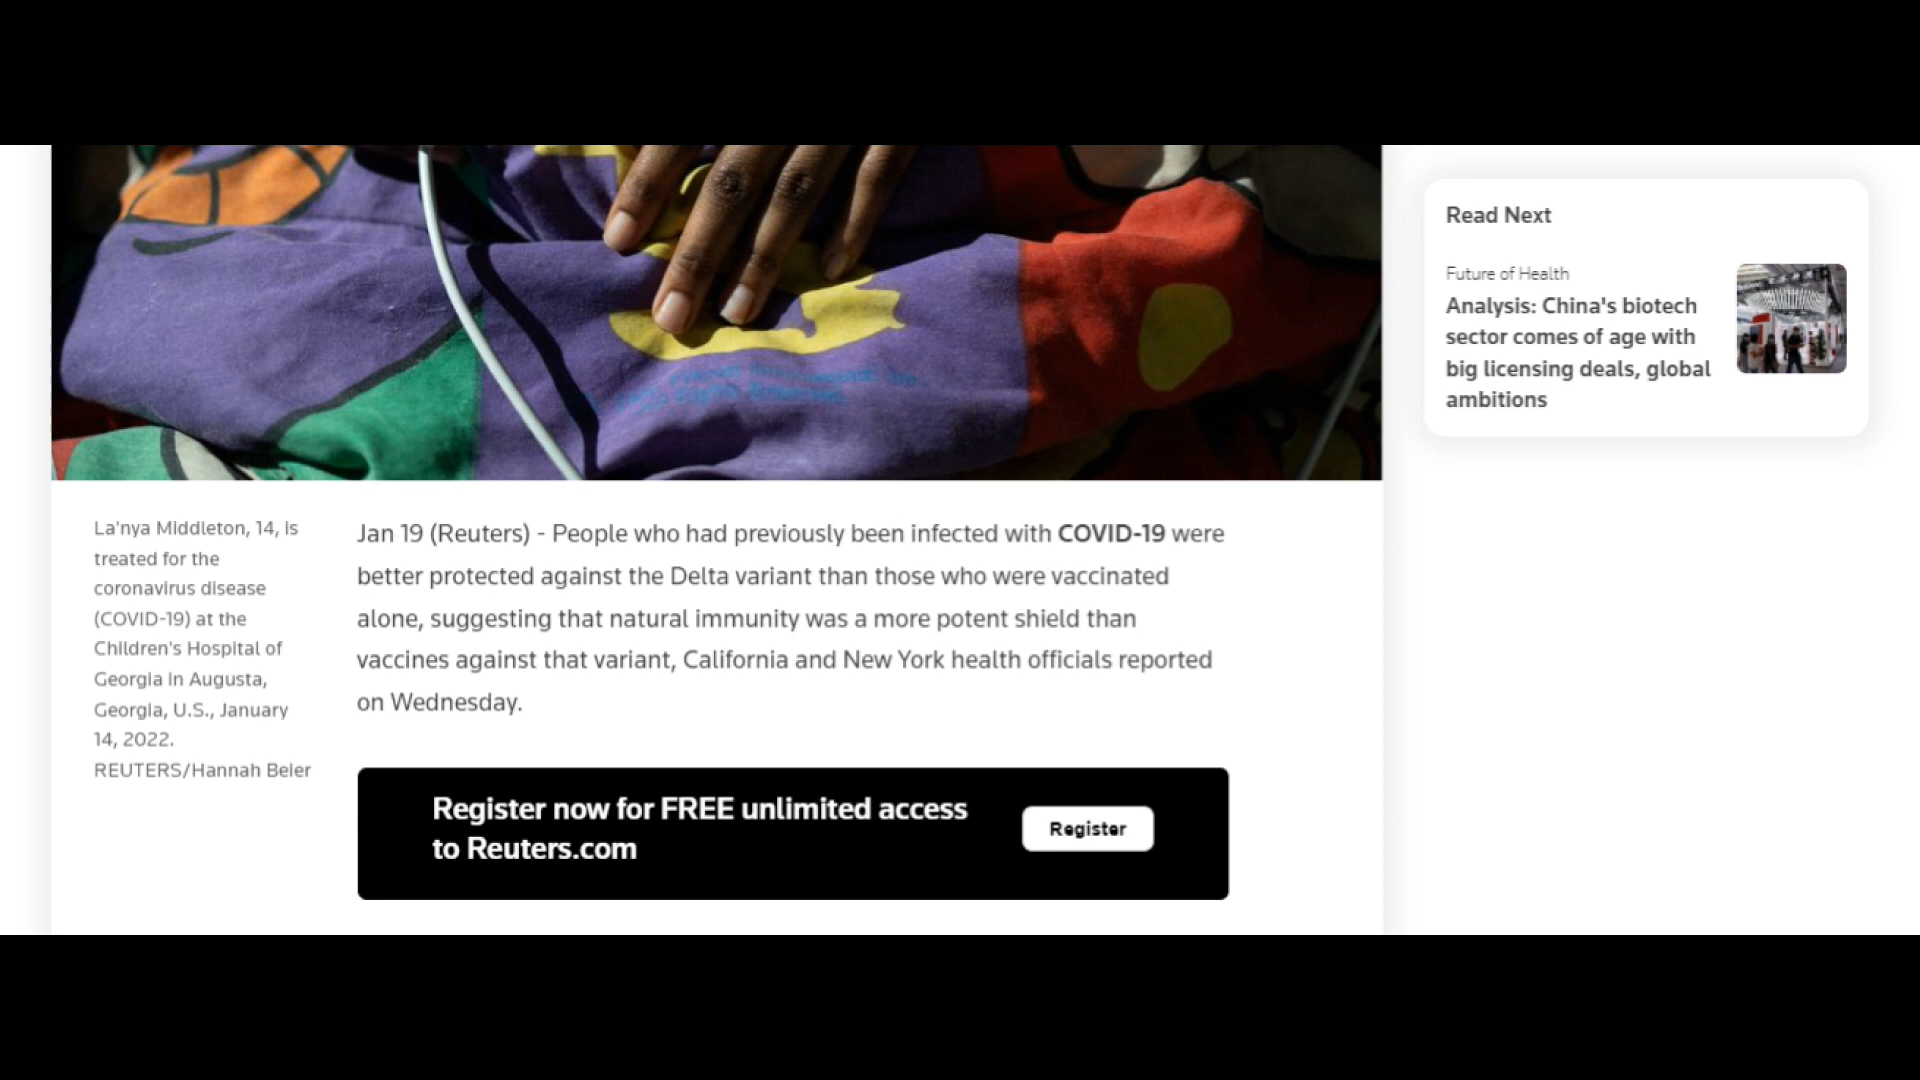 Read Next
Future of Health
Analysis: China's biotech
sector comes of age with
big licensing deals, global
ambitions
La'nya Middleton, 14, is
treated for the
coronavirus disease
(COVID-19) at the
Children's Hospital of
Georgia in Augusta,
Georgia, U.S., January
14, 2022.
REUTERS/Hannah Beier
Jan 19 (Reuters) - People who had previously been infected with COVID-19 were
better protected against the Delta variant than those who were vaccinated
alone, suggesting that natural immunity was a more potent shield than
vaccines against that variant, California and New York health officials reported
on Wednesday.
Register now for FREE unlimited access
to Reuters.com
Register